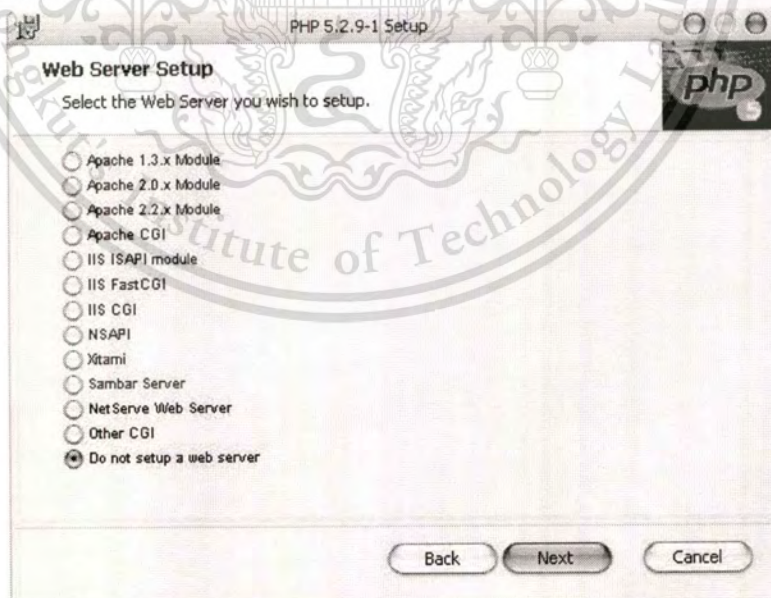 PHP 5.2.9-1 Setup
Web Server Setup
Select the Web Server you wish to setup.
php
5
Apache 1.3.x Module
Apache 2.0.x Module
Apache 2.2.x Module
Apache CGI
IIS ISAPI module
IIS FastCGI
IIS CGI
NSAPI
Xitami
Sambar Server
NetServe Web Server
Other CGI
Do not setup a web server
Back
Next
Cancel
Institute of Technology